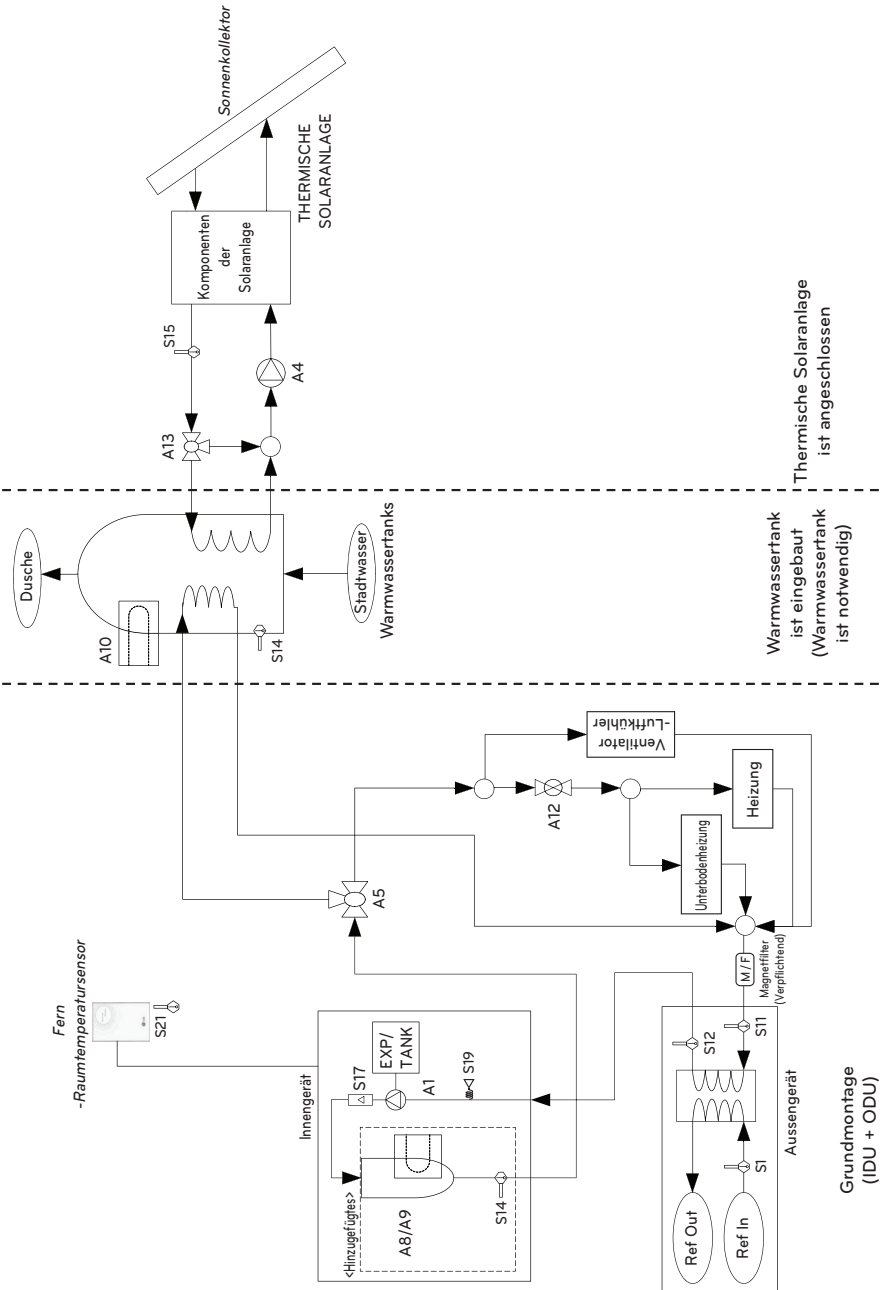 Sonnenkollektor
THERMISCHE
SOLARANLAGE
Komponenten
der
Solaranlage
S15
A4
A13
Thermische Solaranlage
ist angeschlossen
Dusche
A10
S14
Stadtwasser
Warmwassertanks
Warmwassertank
ist eingebaut
(Warmwassertank
ist notwendig)
Fern
-Raumtemperatursensor
S21
Innengerät
EXP/
TANK
S17
A1
S19
<Hinzugefügtes>
A8/A9
S14
A5
A12
Ventilator
-Luftkühler
Heizung
Unterbodenheizung
M/F
Magnetfilter
(Verpflichtend)
S12
S11
S1
Ref Out
Ref In
Aussengerät
Grundmontage
(IDU + ODU)